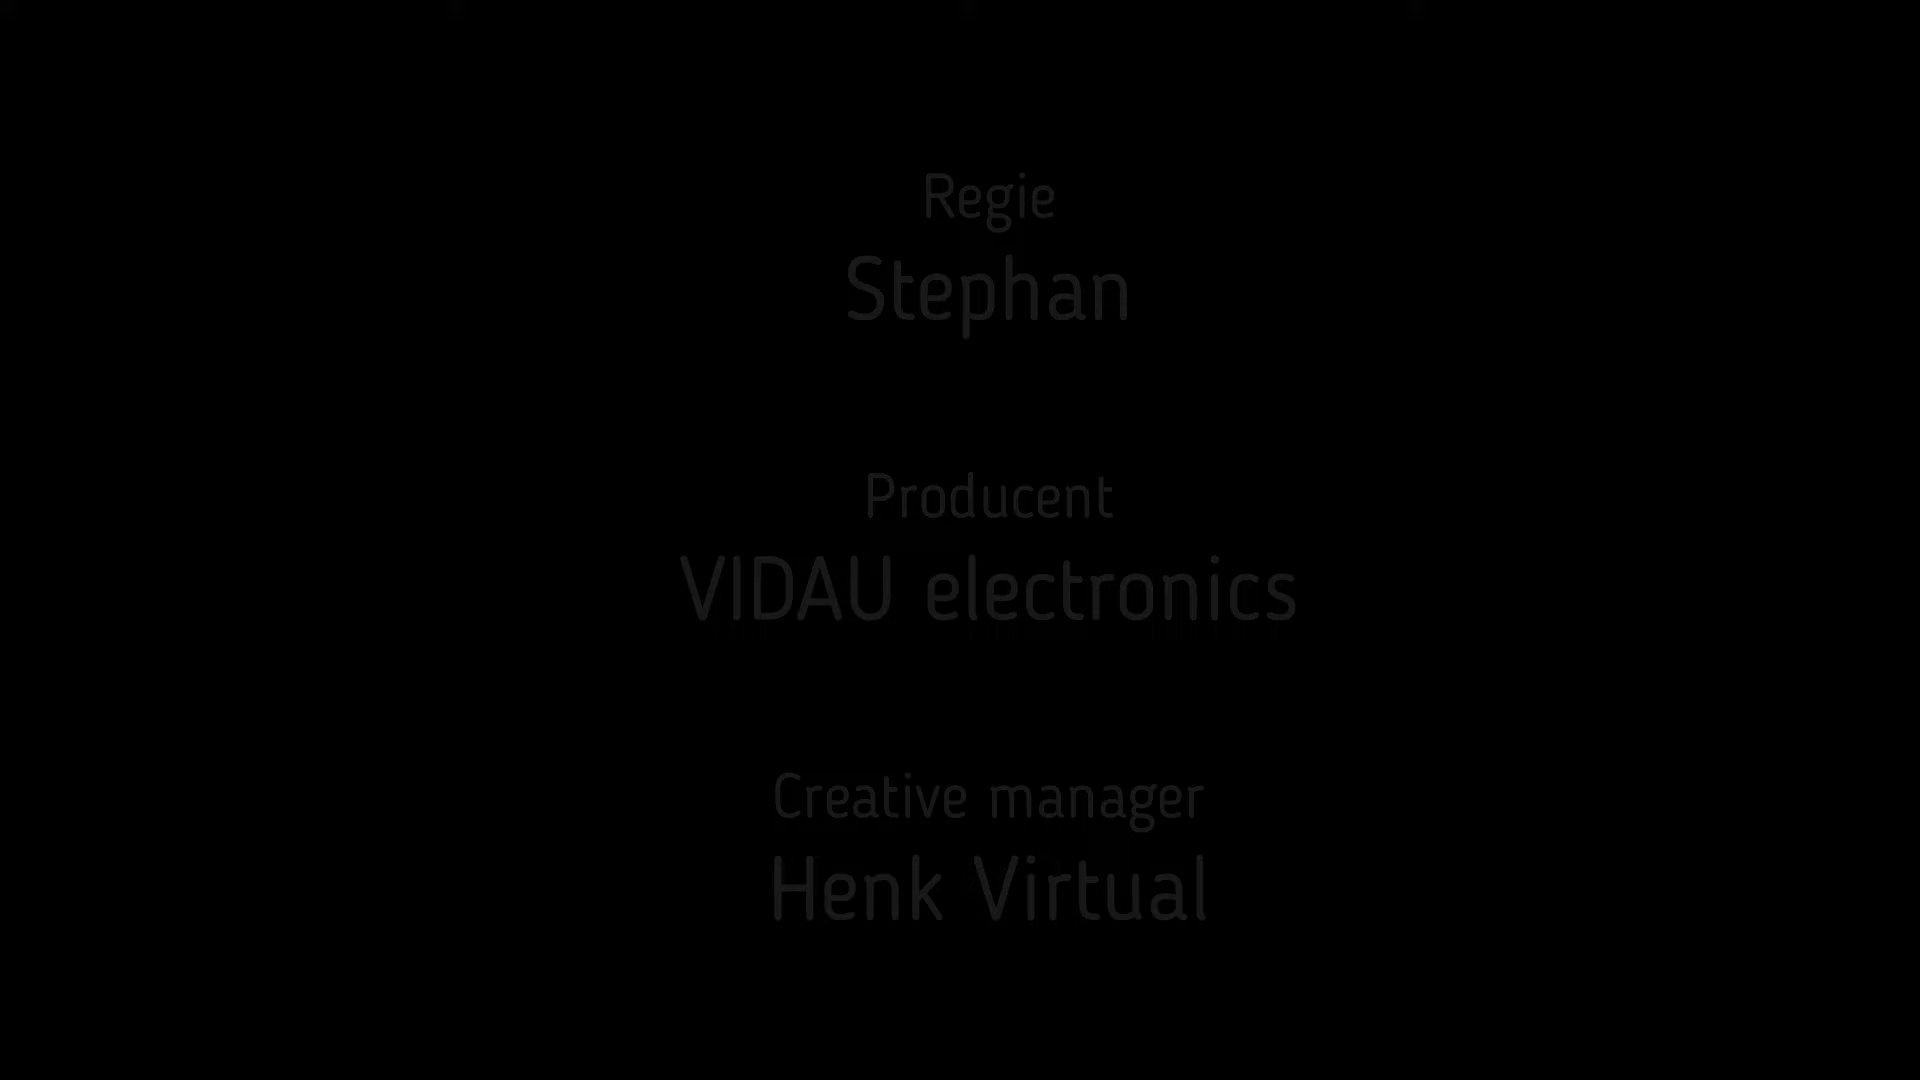 Regie
Stephan
Producent
VIDAU electronics
Creative manager
Henk Virtual